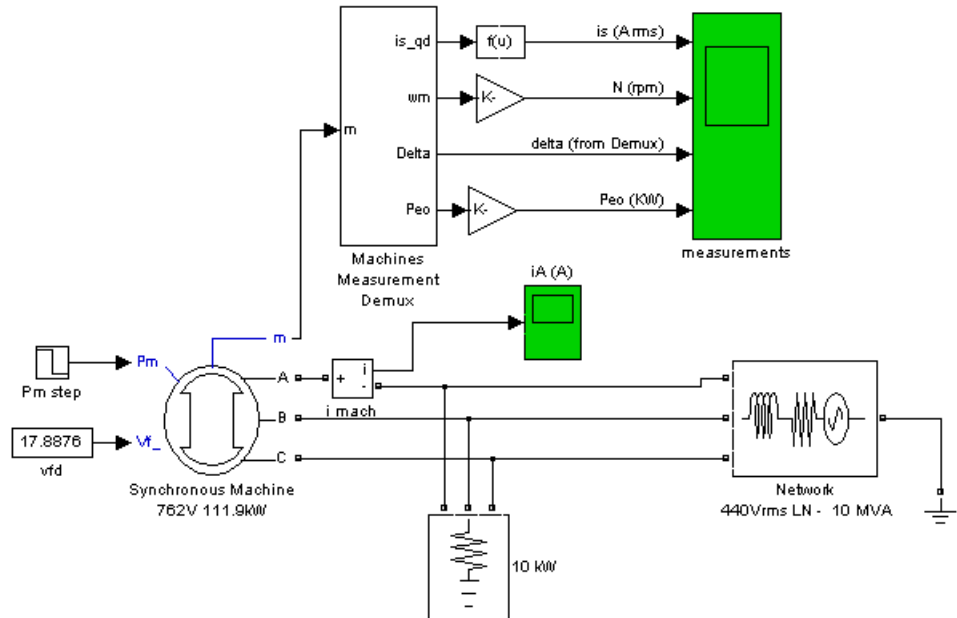 is_qd
f(u)
is (Arms)
wm
K-
N (rpm)
m
Delta
delta (from Demux)
Peo
K-
Peo (KW)
Machines
Measurement
Demux
measurements
iA (A)
m
Pm
Pm step
A
+
i
-
i mach
B
17.8876
Vf_
vfd
C
Synchronous Machine
762V 111.9kW
Network
440Vrms LN - 10 MVA
10 kW